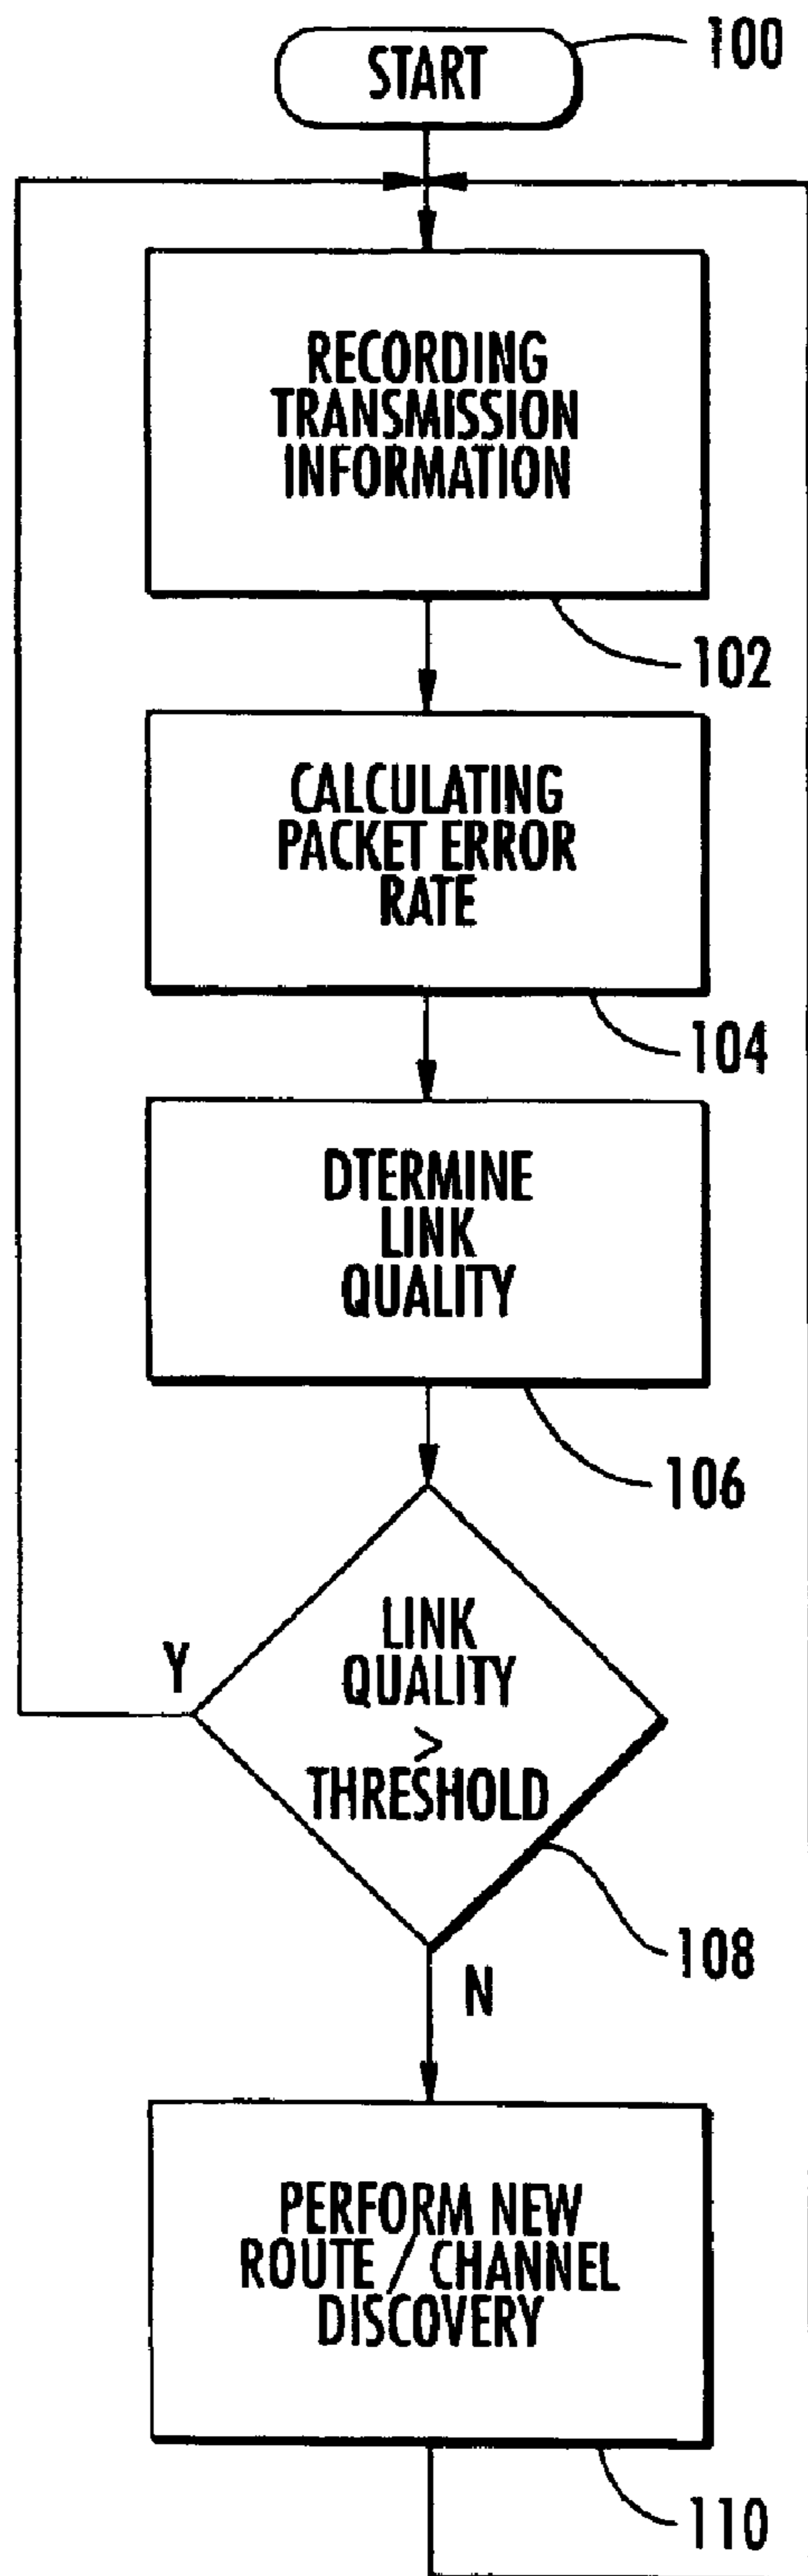 START
100
RECORDING
TRANSMISSION
INFORMATION
102
CALCULATING
PACKET ERROR
RATE
104
DTERMINE
LINK
QUALITY
106
LINK
QUALITY
>
THRESHOLD
Y
108
N
PERFORM NEW
ROUTE / CHANNEL
DISCOVERY
110